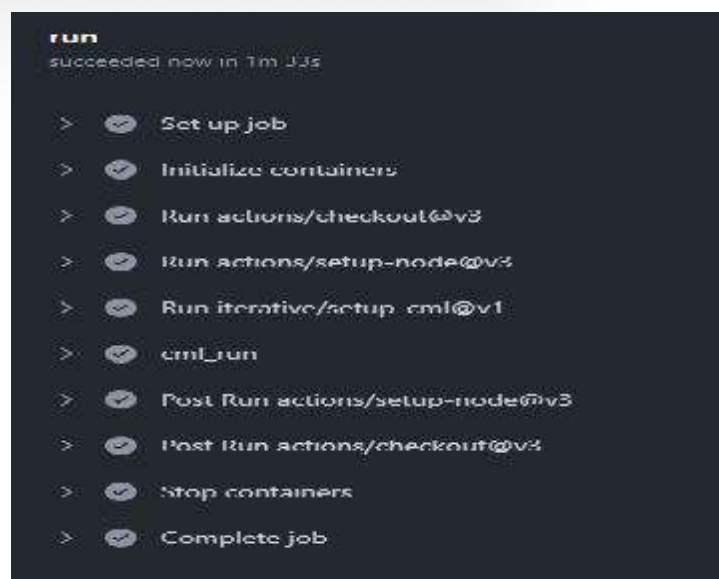 run
succeeded now in 1m 33s
Set up job
Initialize containers
Run actions/checkout@v3
Run actions/setup-node@v3
Run iterative/setup-cml@v1
cml_run
Post Run actions/setup-node@v3
Post Run actions/checkout@v3
Stop containers
Complete job